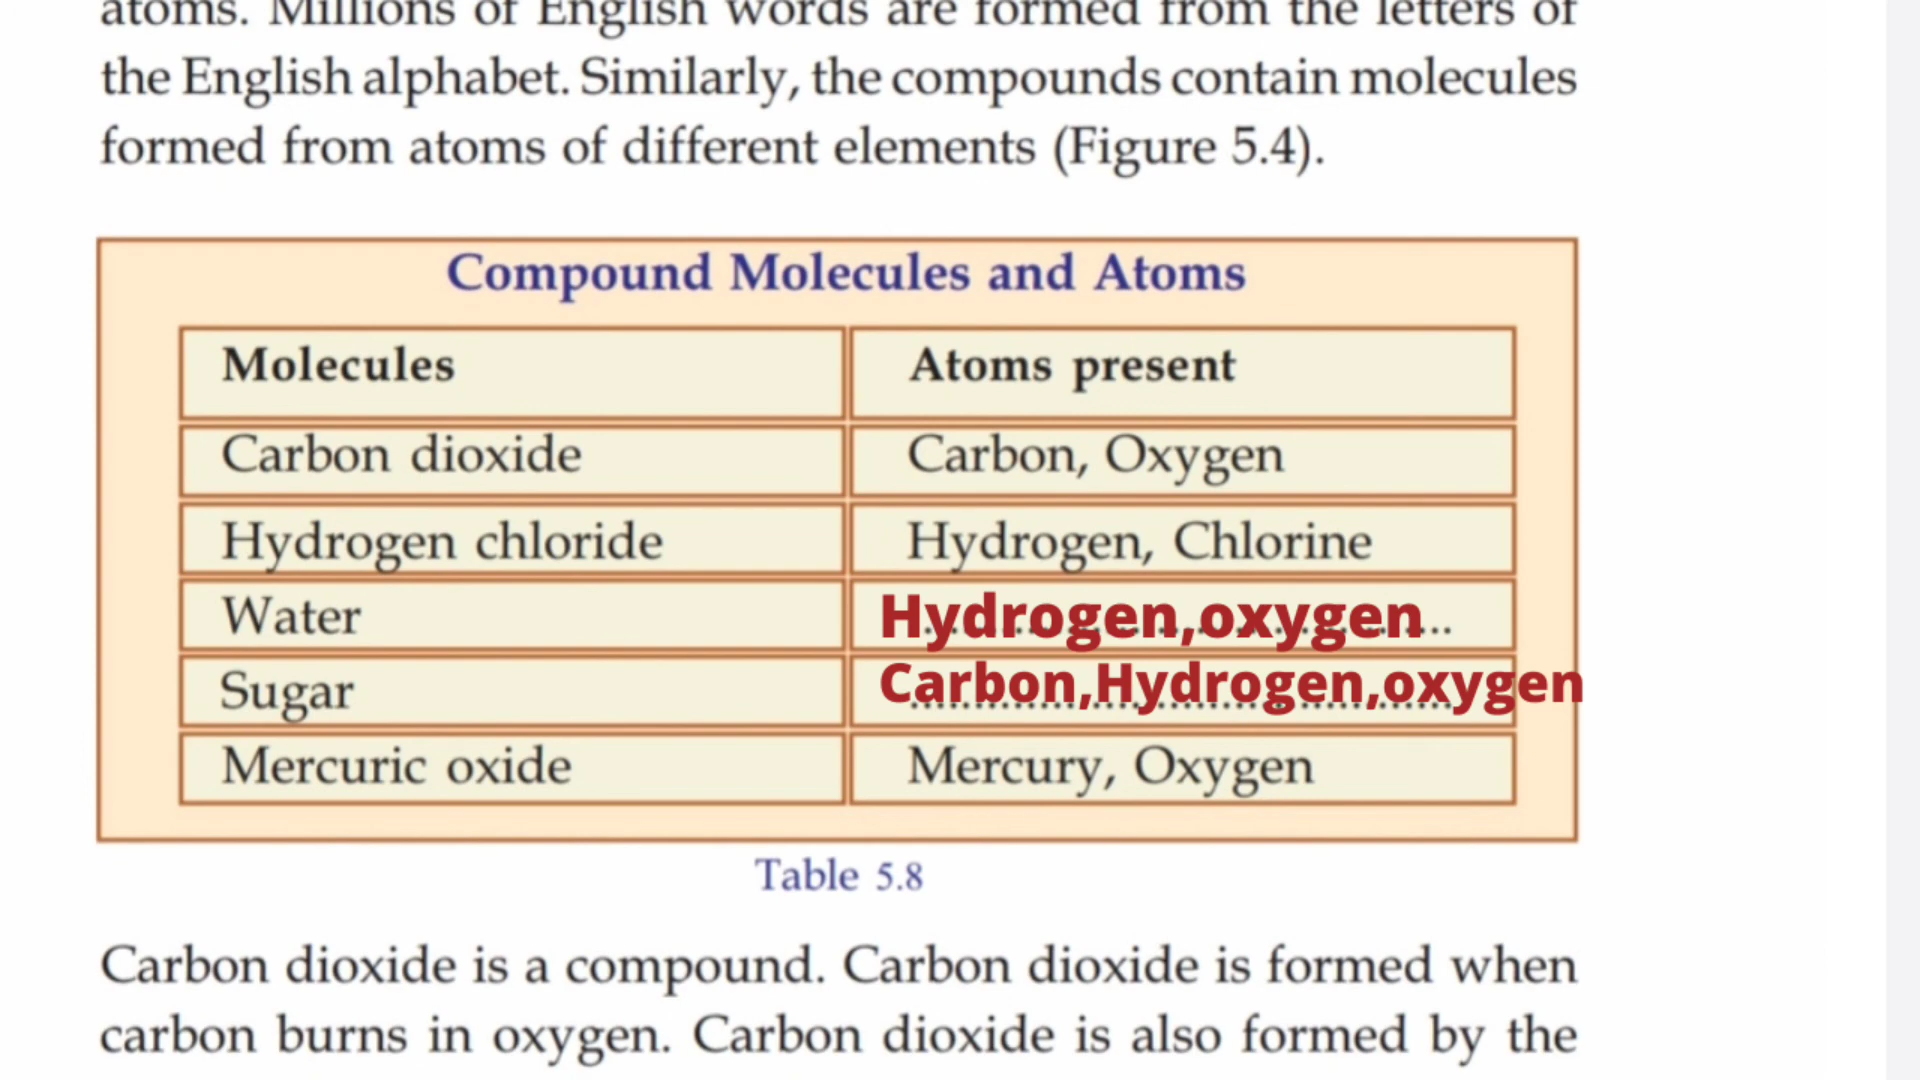 atoms. Millions of English words are formed from the letters of
the English alphabet. Similarly, the compounds contain molecules
formed from atoms of different elements (Figure 5.4).
Compound Molecules and Atoms
Molecules Atoms present
Carbon dioxide Carbon, Oxygen
Hydrogen chloride Hydrogen, Chlorine
Water Hydrogen,oxygen
Sugar Carbon,Hydrogen,oxygen
Mercuric oxide Mercury, Oxygen
Table 5.8
Carbon dioxide is a compound. Carbon dioxide is formed when
carbon burns in oxygen. Carbon dioxide is also formed by the